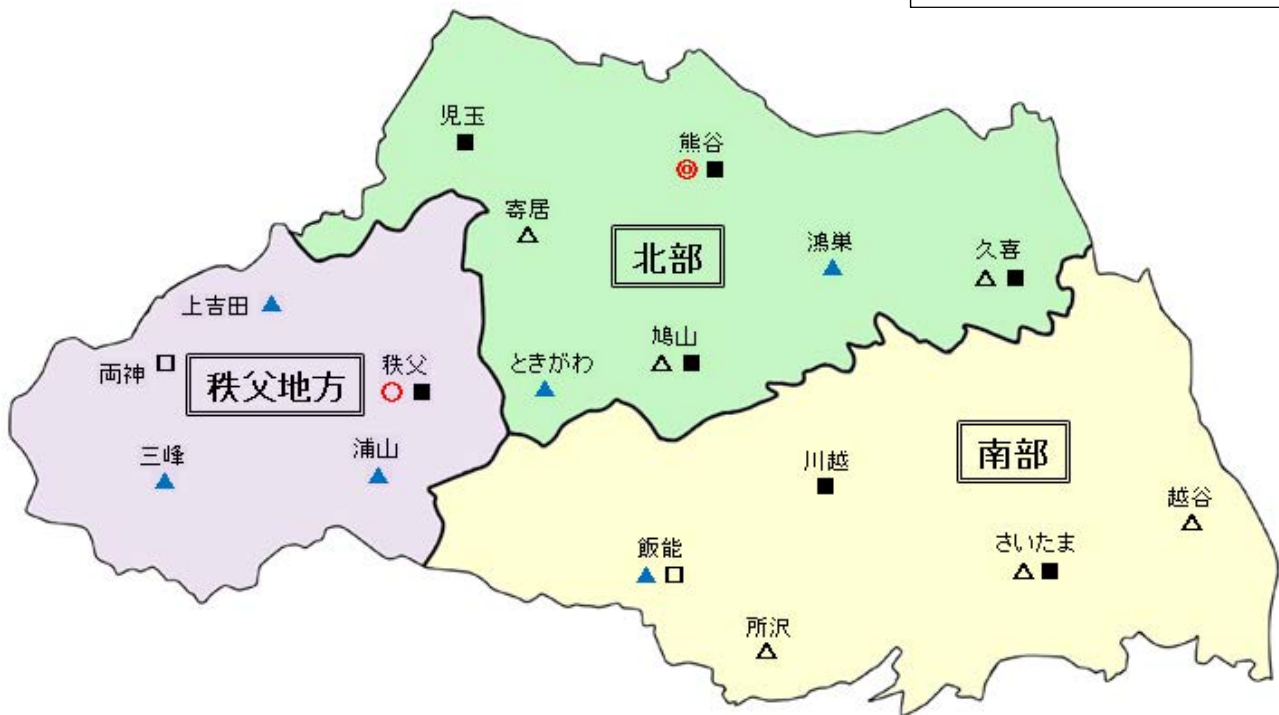 児玉
熊谷
寄居
北部
鴻巣
久喜
上吉田
両神
秩父地方
秩父
ときがわ
鳩山
三峰
浦山
川越
南部
越谷
飯能
さいたま
所沢